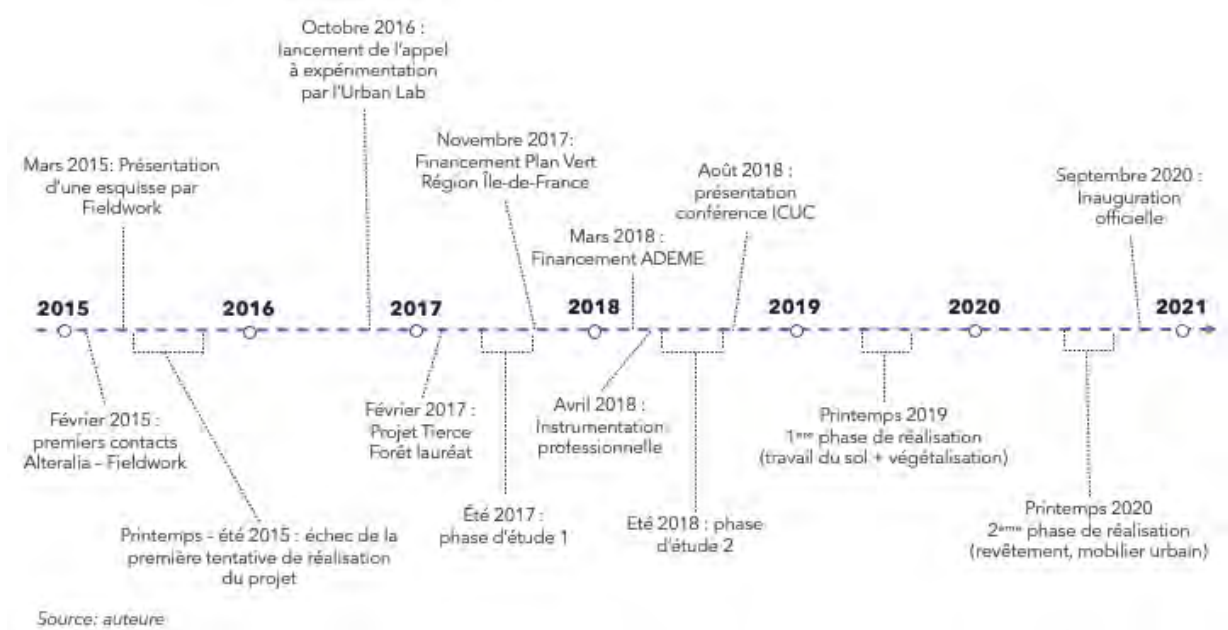 Octobre 2016 :
lancement de l'appel
à expérimentation
par l'Urban Lab
Novembre 2017:
Financement Plan Vert
Région Île-de-France
Mars 2015: Présentation
d'une esquisse par
Fieldwork
Août 2018 :
présentation
conférence ICUC
Septembre 2020 :
Inauguration
officielle
Mars 2018 :
Financement ADEME
2015
2016
2017
2018
2019
2020
2021
Février 2015 :
premiers contacts
Alteralia - Fieldwork
Février 2017 :
Projet Tierce
Forêt lauréat
Avril 2018 :
Instrumentation
professionnelle
Printemps 2019
1ère phase de réalisation
(travail du sol + végétalisation)
Printemps - été 2015 : échec de la
première tentative de réalisation
du projet
Été 2017 :
phase d'étude 1
Eté 2018 : phase
d'étude 2
Printemps 2020
2ème phase de réalisation
(revêtement, mobilier urbain)
Source: auteure